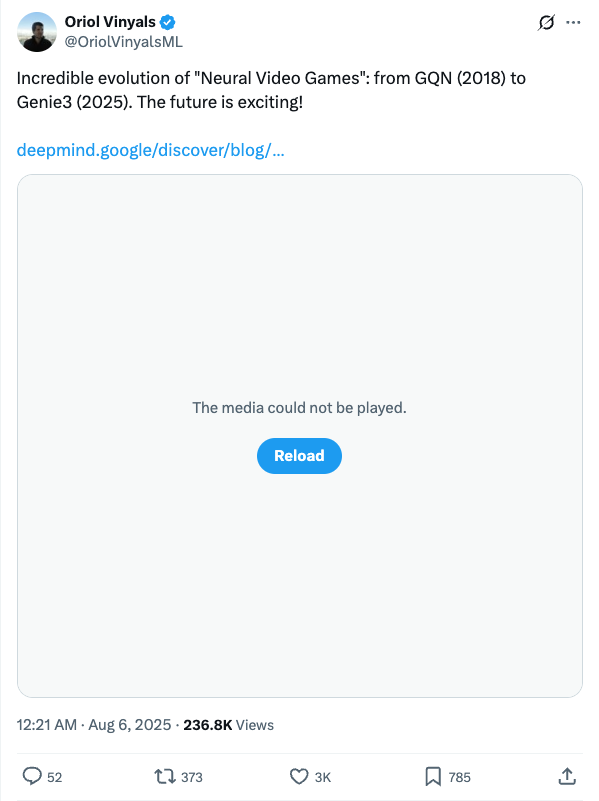 Oriol Vinyals
@OriolVinyalsML
Incredible evolution of "Neural Video Games": from GQN (2018) to
Genie3 (2025). The future is exciting!
deepmind.google/discover/blog/...
The media could not be played.
Reload
12:21 AM · Aug 6, 2025 · 236.8K Views
52 373 3K 785